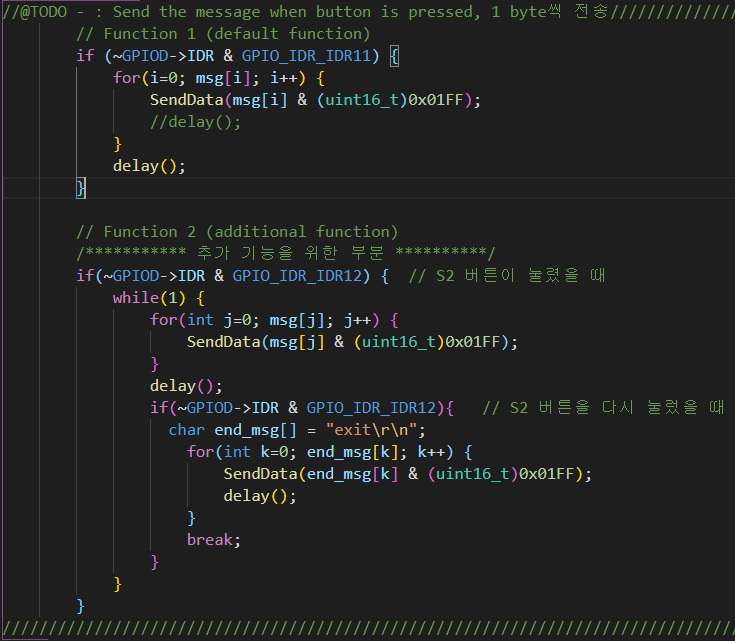 //@TODO - : Send the message when button is pressed, 1 byte씩 전송//////////////
// Function 1 (default function)
if (~GPIOD->IDR & GPIO_IDR_IDR11) {
for(i=0; msg[i]; i++) {
SendData(msg[i] & (uint16_t)0x01FF);
//delay();
}
delay();
}
// Function 2 (additional function)
/*********** 추가 기능을 위한 부분 **********/
if(~GPIOD->IDR & GPIO_IDR_IDR12) {  // S2 버튼이 눌렸을 때
while(1) {
for(int j=0; msg[j]; j++) {
SendData(msg[j] & (uint16_t)0x01FF);
}
delay();
if(~GPIOD->IDR & GPIO_IDR_IDR12){   // S2 버튼을 다시 눌렀을 때
char end_msg[] = "exit\r\n";
for(int k=0; end_msg[k]; k++) {
SendData(end_msg[k] & (uint16_t)0x01FF);
delay();
}
break;
}
}
}
////////////////////////////////////////////////////////////////////////////////